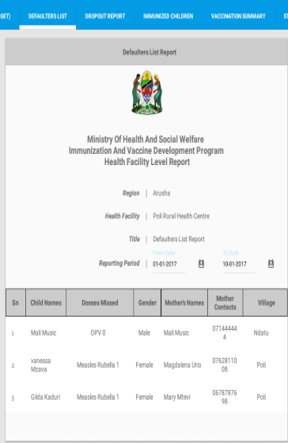 GET) DEFAULTERS LIST DROPOUT REPORT IMMUNIZED CHILDREN VACCINATION SUMMARY ST
Defaulters List Report
Ministry Of Health And Social Welfare
Immunization And Vaccine Development Program
Health Facility Level Report
Region | Arusha
Health Facility | Poli Rural Health Centre
Title | Defaulters List Report
From Date To Date
Reporting Period | 01-01-2017 10-01-2017
Sn Child Names Dosses Missed Gender Mother's Names Mother Contacts Village
1 Mali Music OPV 0 Male Mali Music 071444444 Ndatu
2 vanessa Mzava Measles Rubella 1 Female Magdalena Urio 0762811008 Poli
3 Gilda Kaduri Measles Rubella 1 Female Mary Mtevi 0678787698 Poli